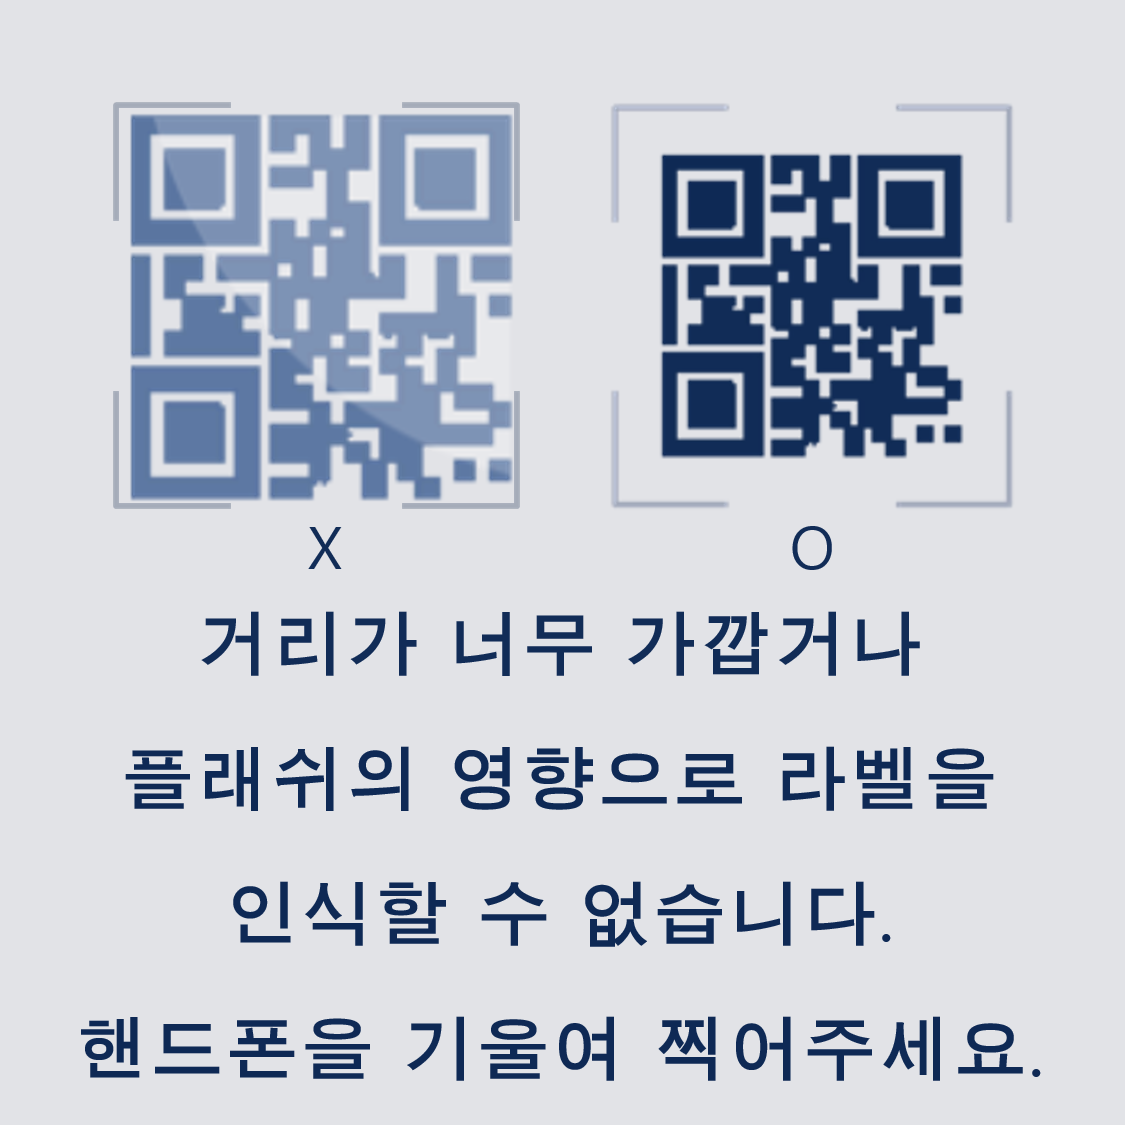 X O
거리가 너무 가깝거나
플래쉬의 영향으로 라벨을
인식할 수 없습니다.
핸드폰을 기울여 찍어주세요.